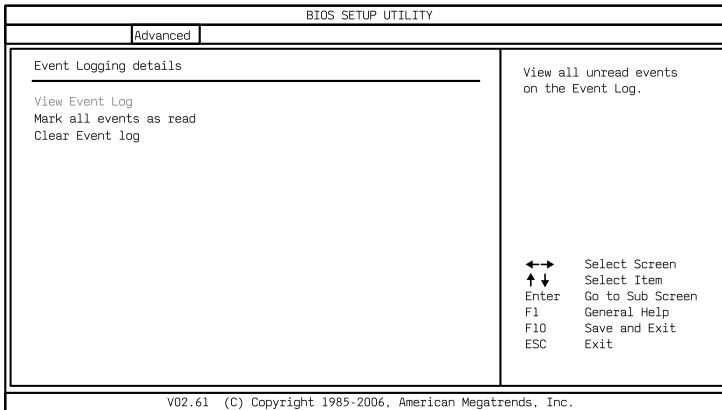 BIOS SETUP UTILITY
Advanced
Event Logging details
View Event Log
Mark all events as read
Clear Event log
View all unread events
on the Event Log.
←→ Select Screen
↑↓ Select Item
Enter Go to Sub Screen
F1 General Help
F10 Save and Exit
ESC Exit
V02.61 (C) Copyright 1985-2006, American Megatrends, Inc.